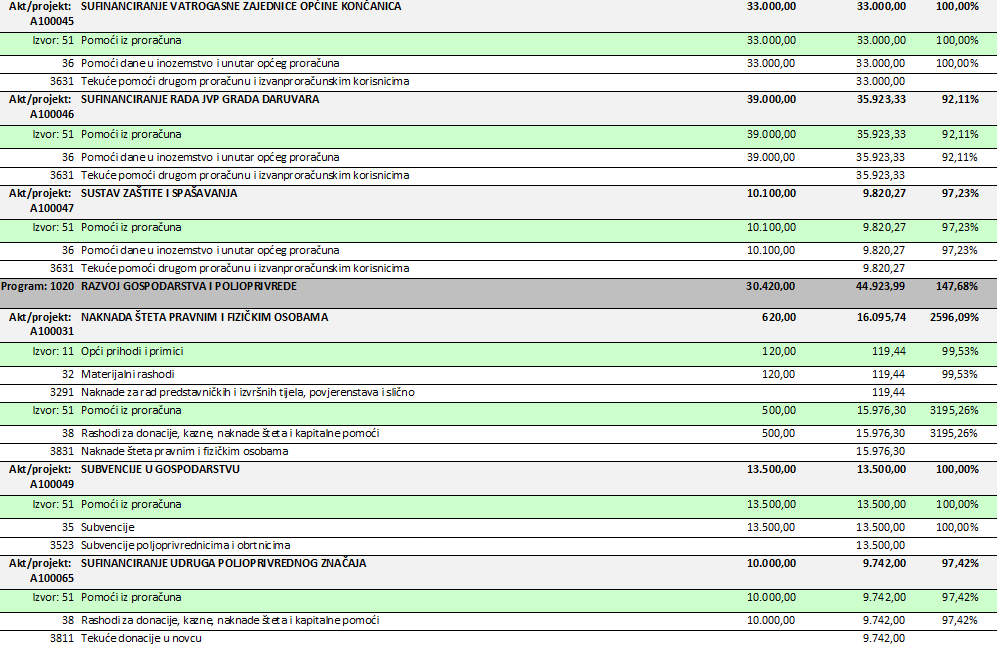 Akt/projekt: SUFINANCIRANJE VATROGASNE ZAJEDNICE OPĆINE KONČANICA 33.000,00 33.000,00 100,00%
A100045
Izvor: 51 Pomoći iz proračuna 33.000,00 33.000,00 100,00%
36 Pomoći dane u inozemstvo i unutar općeg proračuna 33.000,00 33.000,00 100,00%
3631 Tekuće pomoći drugom proračunu i izvanproračunskim korisnicima 33.000,00
Akt/projekt: SUFINANCIRANJE RADA JVP GRADA DARUVARA 39.000,00 35.923,33 92,11%
A100046
Izvor: 51 Pomoći iz proračuna 39.000,00 35.923,33 92,11%
36 Pomoći dane u inozemstvo i unutar općeg proračuna 39.000,00 35.923,33 92,11%
3631 Tekuće pomoći drugom proračunu i izvanproračunskim korisnicima 35.923,33
Akt/projekt: SUSTAV ZAŠTITE I SPAŠAVANJA 10.100,00 9.820,27 97,23%
A100047
Izvor: 51 Pomoći iz proračuna 10.100,00 9.820,27 97,23%
36 Pomoći dane u inozemstvo i unutar općeg proračuna 10.100,00 9.820,27 97,23%
3631 Tekuće pomoći drugom proračunu i izvanproračunskim korisnicima 9.820,27
Program: 1020 RAZVOJ GOSPODARSTVA I POLJOPRIVREDE 30.420,00 44.923,99 147,68%
Akt/projekt: NAKNADA ŠTETA PRAVNIM I FIZIČKIM OSOBAMA 620,00 16.095,74 2596,09%
A100031
Izvor: 11 Opći prihodi i primici 120,00 119,44 99,53%
32 Materijalni rashodi 120,00 119,44 99,53%
3291 Naknade za rad predstavničkih i izvršnih tijela, povjerenstava i slično 119,44
Izvor: 51 Pomoći iz proračuna 500,00 15.976,30 3195,26%
38 Rashodi za donacije, kazne, naknade šteta i kapitalne pomoći 500,00 15.976,30 3195,26%
3831 Naknade šteta pravnim i fizičkim osobama 15.976,30
Akt/projekt: SUBVENCIJE U GOSPODARSTVU 13.500,00 13.500,00 100,00%
A100049
Izvor: 51 Pomoći iz proračuna 13.500,00 13.500,00 100,00%
35 Subvencije 13.500,00 13.500,00 100,00%
3523 Subvencije poljoprivrednicima i obrtnicima 13.500,00
Akt/projekt: SUFINANCIRANJE UDRUGA POLJOPRIVREDNOG ZNAČAJA 10.000,00 9.742,00 97,42%
A100065
Izvor: 51 Pomoći iz proračuna 10.000,00 9.742,00 97,42%
38 Rashodi za donacije, kazne, naknade šteta i kapitalne pomoći 10.000,00 9.742,00 97,42%
3811 Tekuće donacije u novcu 9.742,00